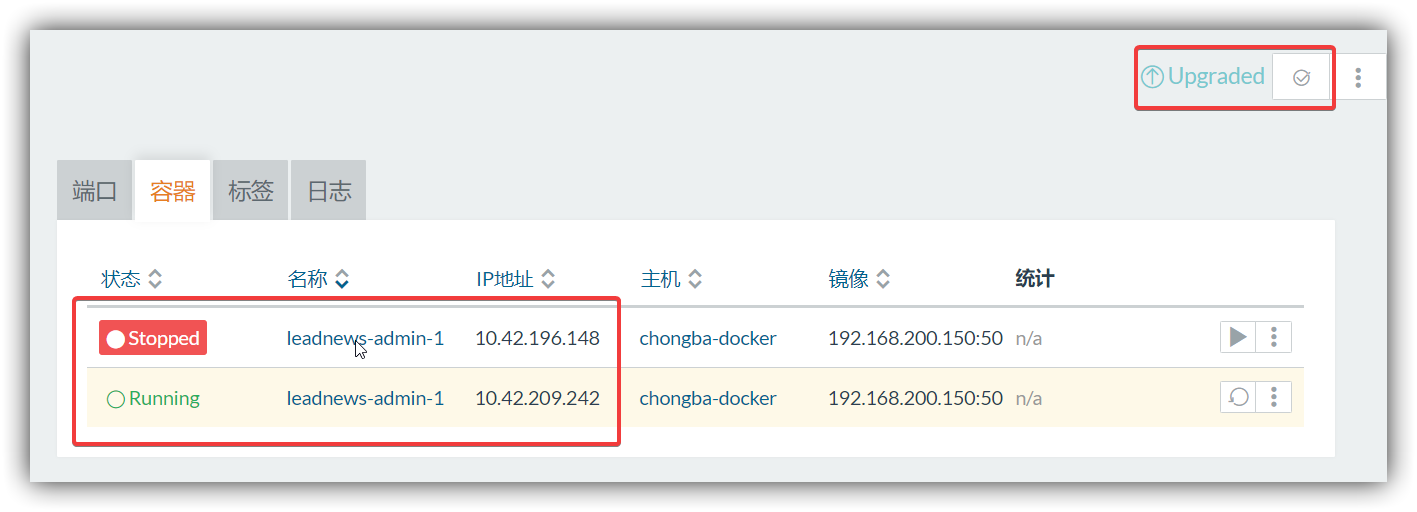 Upgraded
端口 容器 标签 日志
状态 名称 IP地址 主机 镜像 统计
Stopped leadnews-admin-1 10.42.196.148 chongba-docker 192.168.200.150:50 n/a
Running leadnews-admin-1 10.42.209.242 chongba-docker 192.168.200.150:50 n/a